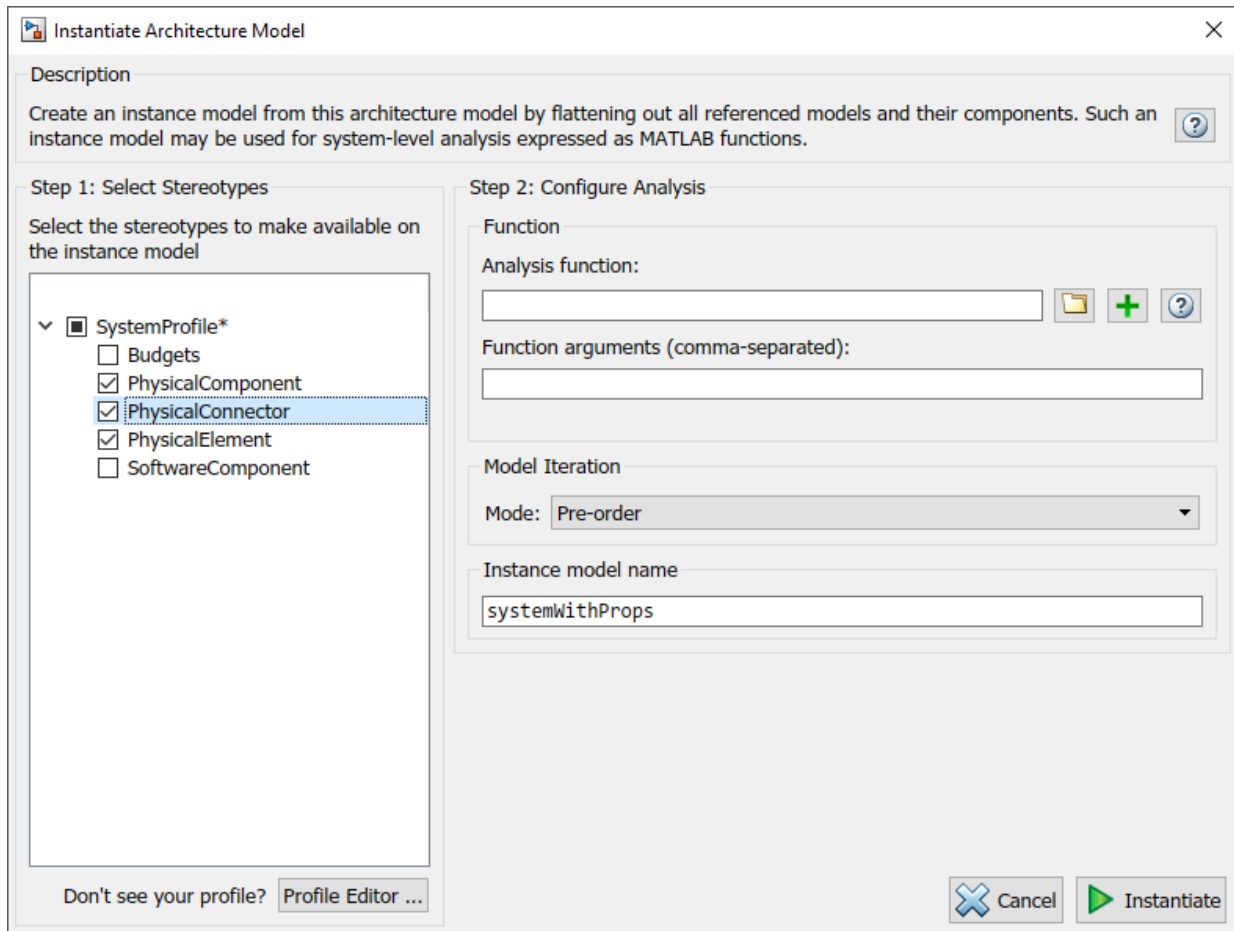 Instantiate Architecture Model
Description
Create an instance model from this architecture model by flattening out all referenced models and their components. Such an
instance model may be used for system-level analysis expressed as MATLAB functions.
Step 1: Select Stereotypes
Select the stereotypes to make available on
the instance model
SystemProfile*
Budgets
PhysicalComponent
PhysicalConnector
PhysicalElement
SoftwareComponent
Don't see your profile?
Profile Editor ...
Step 2: Configure Analysis
Function
Analysis function:
Function arguments (comma-separated):
Model Iteration
Mode: Pre-order
Instance model name
systemWithProps
Cancel
Instantiate